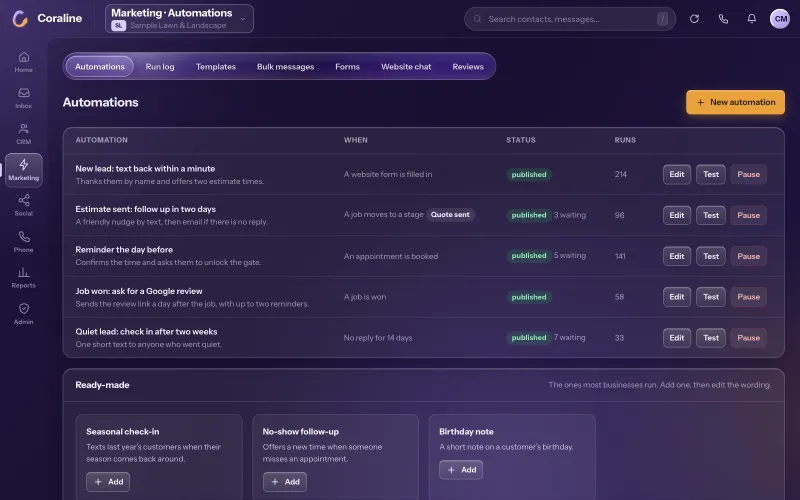 Coraline
Marketing · Automations
SL Sample Lawn & Landscape
Search contacts, messages...
/
CM
Home
Inbox
CRM
Marketing
Social
Phone
Reports
Admin
Automations Run log Templates Bulk messages Forms Website chat Reviews
Automations
+ New automation
AUTOMATION WHEN STATUS RUNS
New lead: text back within a minute
Thanks them by name and offers two estimate times.
A website form is filled in
published
214
Edit Test Pause
Estimate sent: follow up in two days
A friendly nudge by text, then email if there is no reply.
A job moves to a stage Quote sent
published 3 waiting
96
Edit Test Pause
Reminder the day before
Confirms the time and asks them to unlock the gate.
An appointment is booked
published 5 waiting
141
Edit Test Pause
Job won: ask for a Google review
Sends the review link a day after the job, with up to two reminders.
A job is won
published
58
Edit Test Pause
Quiet lead: check in after two weeks
One short text to anyone who went quiet.
No reply for 14 days
published 7 waiting
33
Edit Test Pause
Ready-made
The ones most businesses run. Add one, then edit the wording.
Seasonal check-in
Texts last year's customers when their
season comes back around.
+ Add
No-show follow-up
Offers a new time when someone
misses an appointment.
+ Add
Birthday note
A short note on a customer's birthday.
+ Add